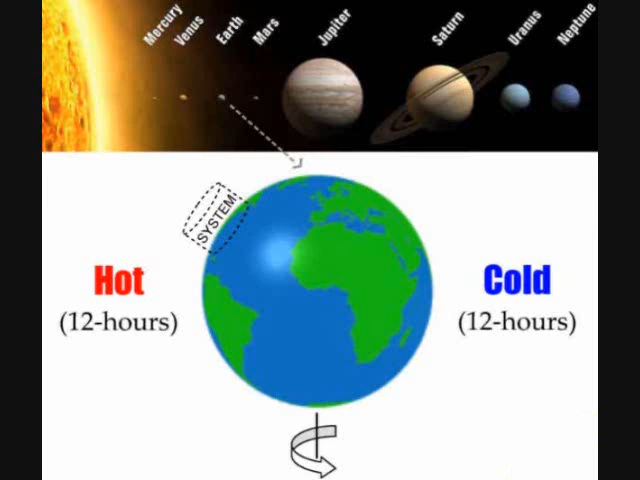 Mercury
Venus
Earth
Mars
Jupiter
Saturn
Uranus
Neptune
SYSTEM
Hot
(12-hours)
Cold
(12-hours)